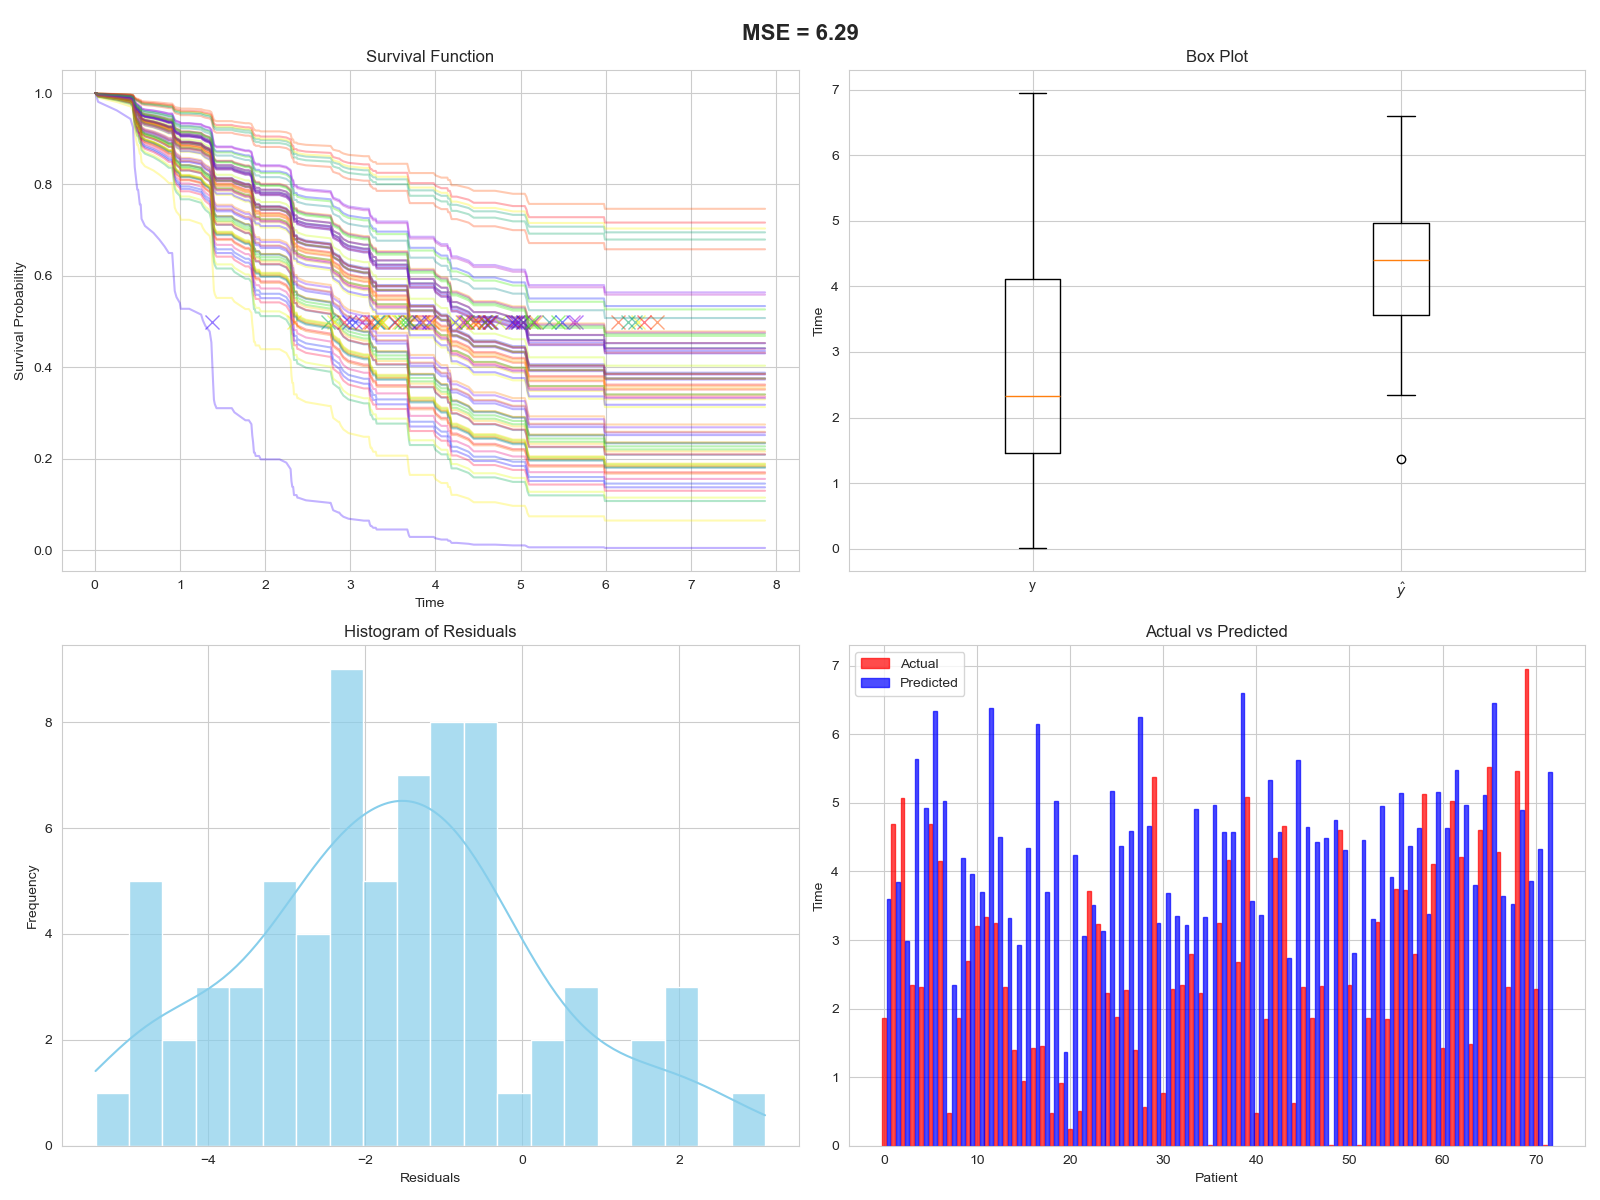 MSE = 6.29
Survival Function
Survival Probability
1.0
0.8
0.6
0.4
0.2
0.0
0 1 2 3 4 5 6 7 8
Time
Box Plot
Time
7
6
5
4
3
2
1
0
y ŷ
Histogram of Residuals
Frequency
8
6
4
2
0
−4 −2 0 2
Residuals
Actual vs Predicted
Actual
Predicted
Time
7
6
5
4
3
2
1
0
0 10 20 30 40 50 60 70
Patient